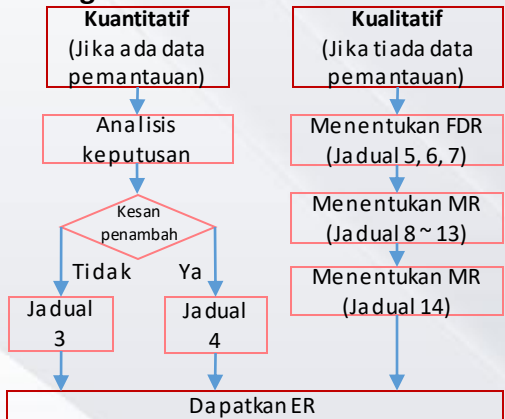 Kuantitatif
(Jika ada data
pemantauan)
Analisis
keputusan
Kesan
penambah
Tidak
Ya
Jadual
3
Jadual
4
Kualitatif
(Jika tiada data
pemantauan)
Menentukan FDR
(Jadual 5, 6, 7)
Menentukan MR
(Jadual 8 ~ 13)
Menentukan MR
(Jadual 14)
Dapatkan ER